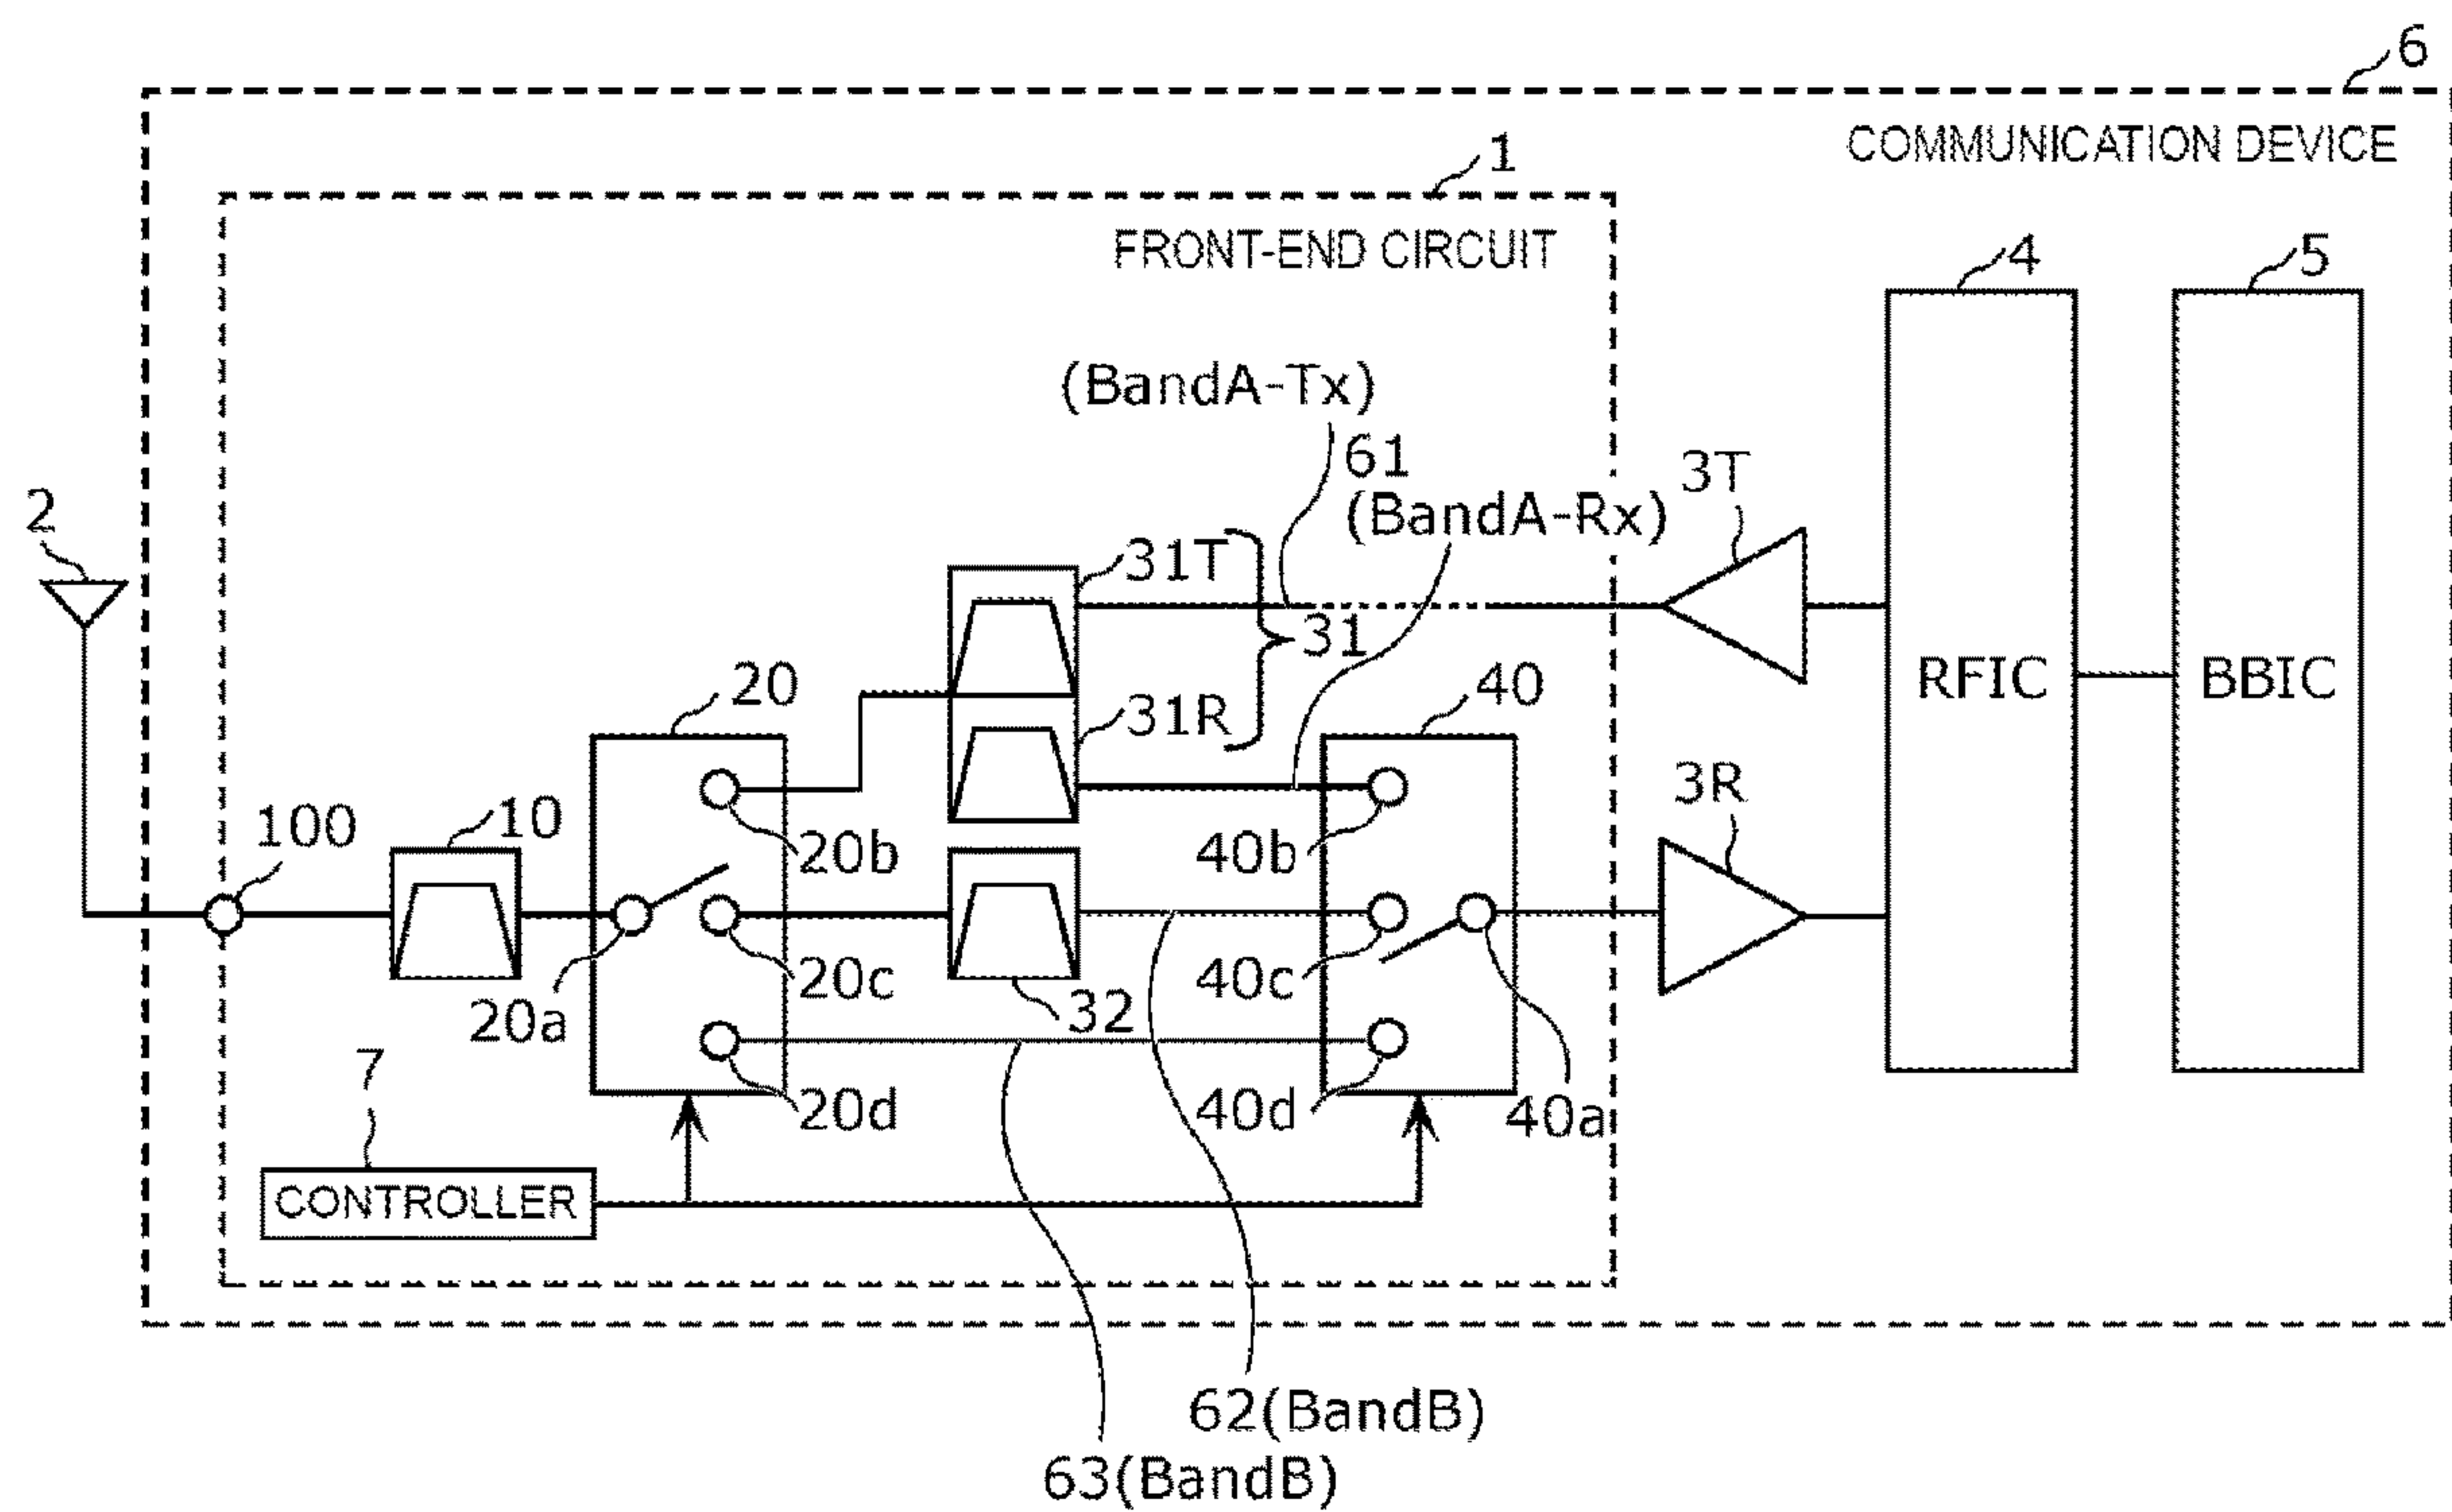 6
COMMUNICATION DEVICE
1
FRONT-END CIRCUIT
4
5
(BandA-Tx)
61
(BandA-Rx)
3T
2
31T
31
RFIC
BBIC
20
31R
40
3R
100
10
20b
40b
20c
40c
20a
32
7
20d
40d
40a
CONTROLLER
62(BandB)
63(BandB)